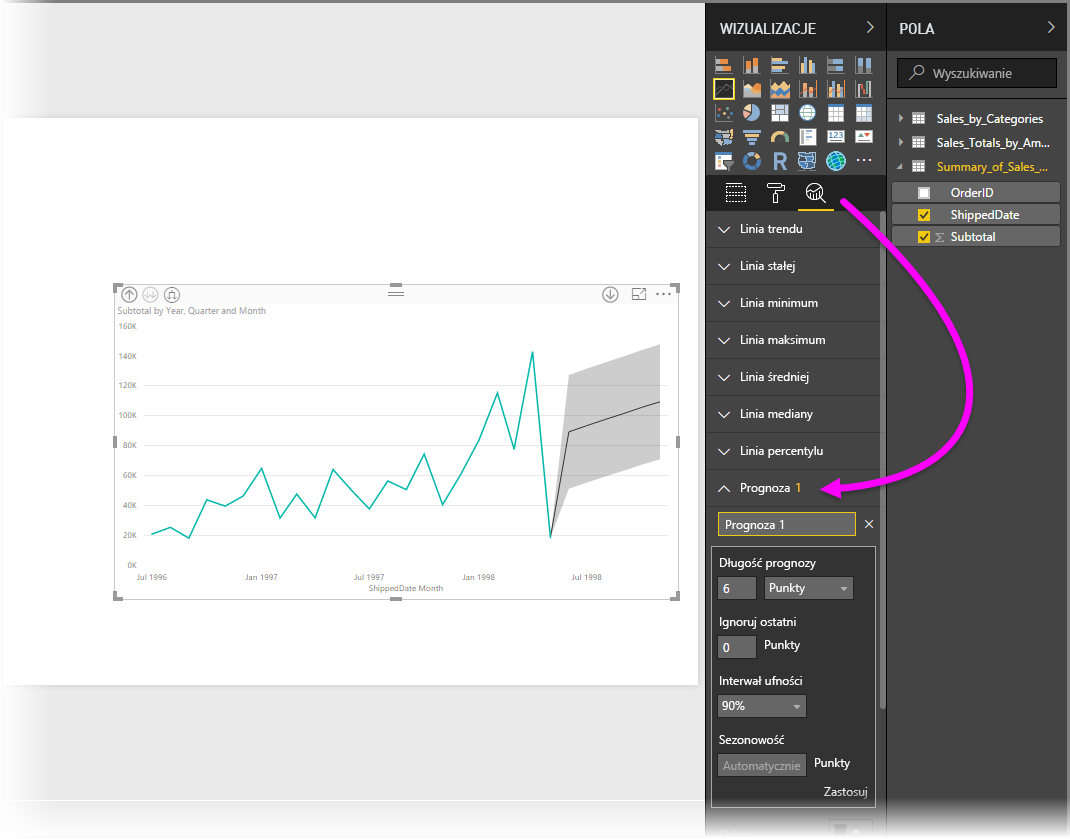 WIZUALIZACJE
POLA
Wyszukiwanie
Sales_by_Categories
Sales_Totals_by_Am...
Summary_of_Sales_...
OrderID
ShippedDate
Σ Subtotal
123
R
Linia trendu
Linia stałej
Linia minimum
Linia maksimum
Linia średniej
Linia mediany
Linia percentylu
Prognoza 1
Prognoza 1
Długość prognozy
6 Punkty
Ignoruj ostatni
0 Punkty
Interwał ufności
90%
Sezonowość
Automatycznie Punkty
Zastosuj
Subtotal by Year, Quarter and Month
160K
140K
120K
100K
80K
60K
40K
20K
0K
Jul 1996 Jan 1997 Jul 1997 Jan 1998 Jul 1998
ShippedDate Month